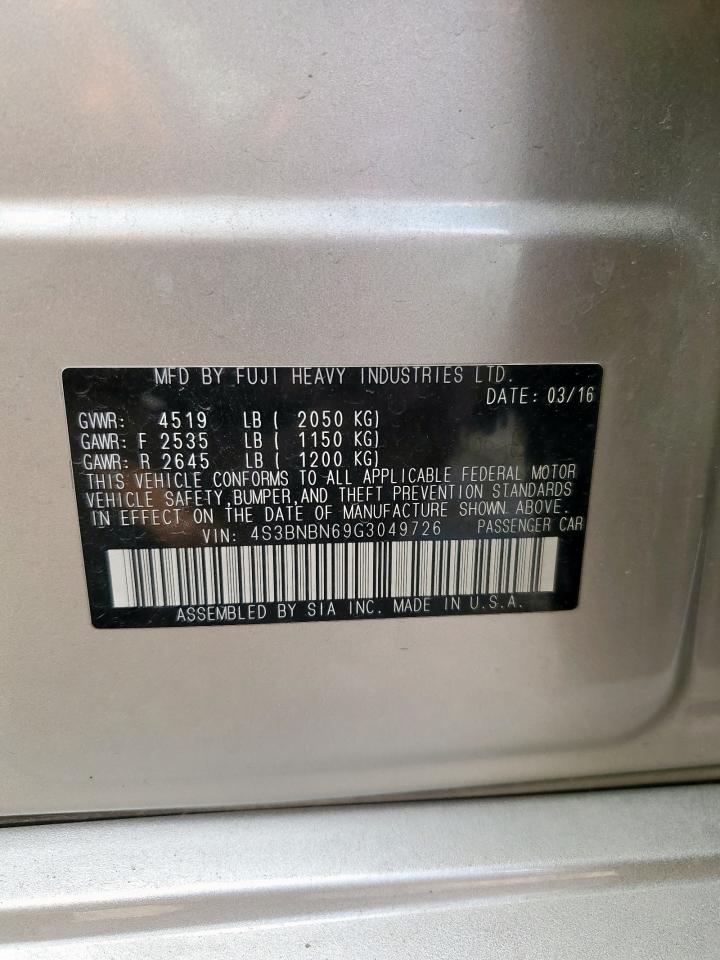 MFD BY FUJI HEAVY INDUSTRIES LTD.
DATE: 03/16
GVWR: 4519 LB ( 2050 KG)
GAWR: F 2535 LB ( 1150 KG)
GAWR: R 2645 LB ( 1200 KG)
THIS VEHICLE CONFORMS TO ALL APPLICABLE FEDERAL MOTOR
VEHICLE SAFETY,BUMPER,AND THEFT PREVENTION STANDARDS
IN EFFECT ON THE DATE OF MANUFACTURE SHOWN ABOVE.
VIN: 4S3BNBN69G3049726 PASSENGER CAR
ASSEMBLED BY SIA INC. MADE IN U.S.A.